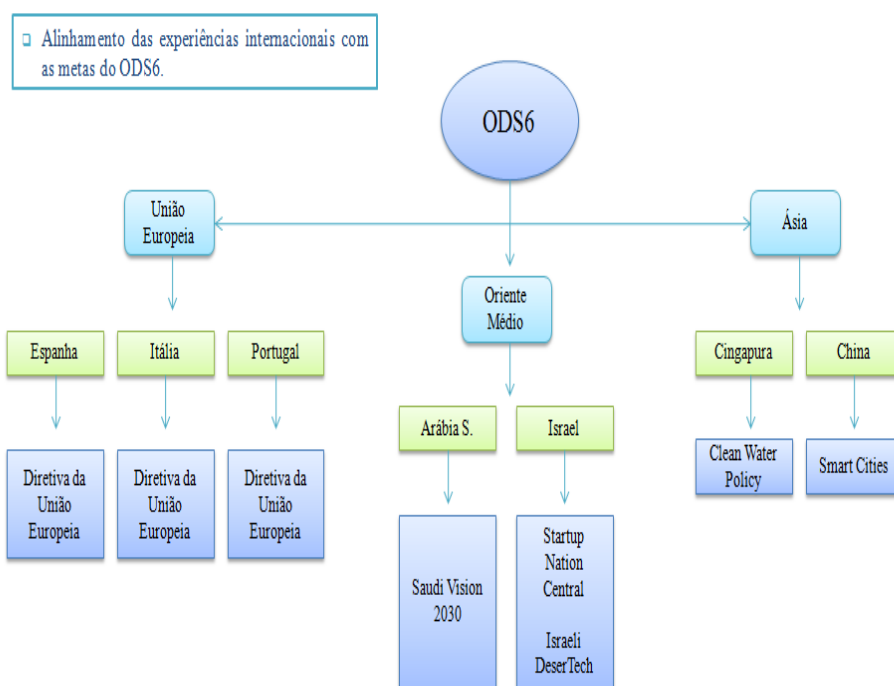 Alinhamento das experiências internacionais com
as metas do ODS6.
ODS6
União
Europeia
Ásia
Oriente
Médio
Espanha
Itália
Portugal
Cingapura
China
Arábia S.
Israel
Diretiva da
União
Europeia
Diretiva da
União
Europeia
Diretiva da
União
Europeia
Clean Water
Policy
Smart Cities
Saudi Vision
2030
Startup
Nation
Central
Israeli
DeserTech